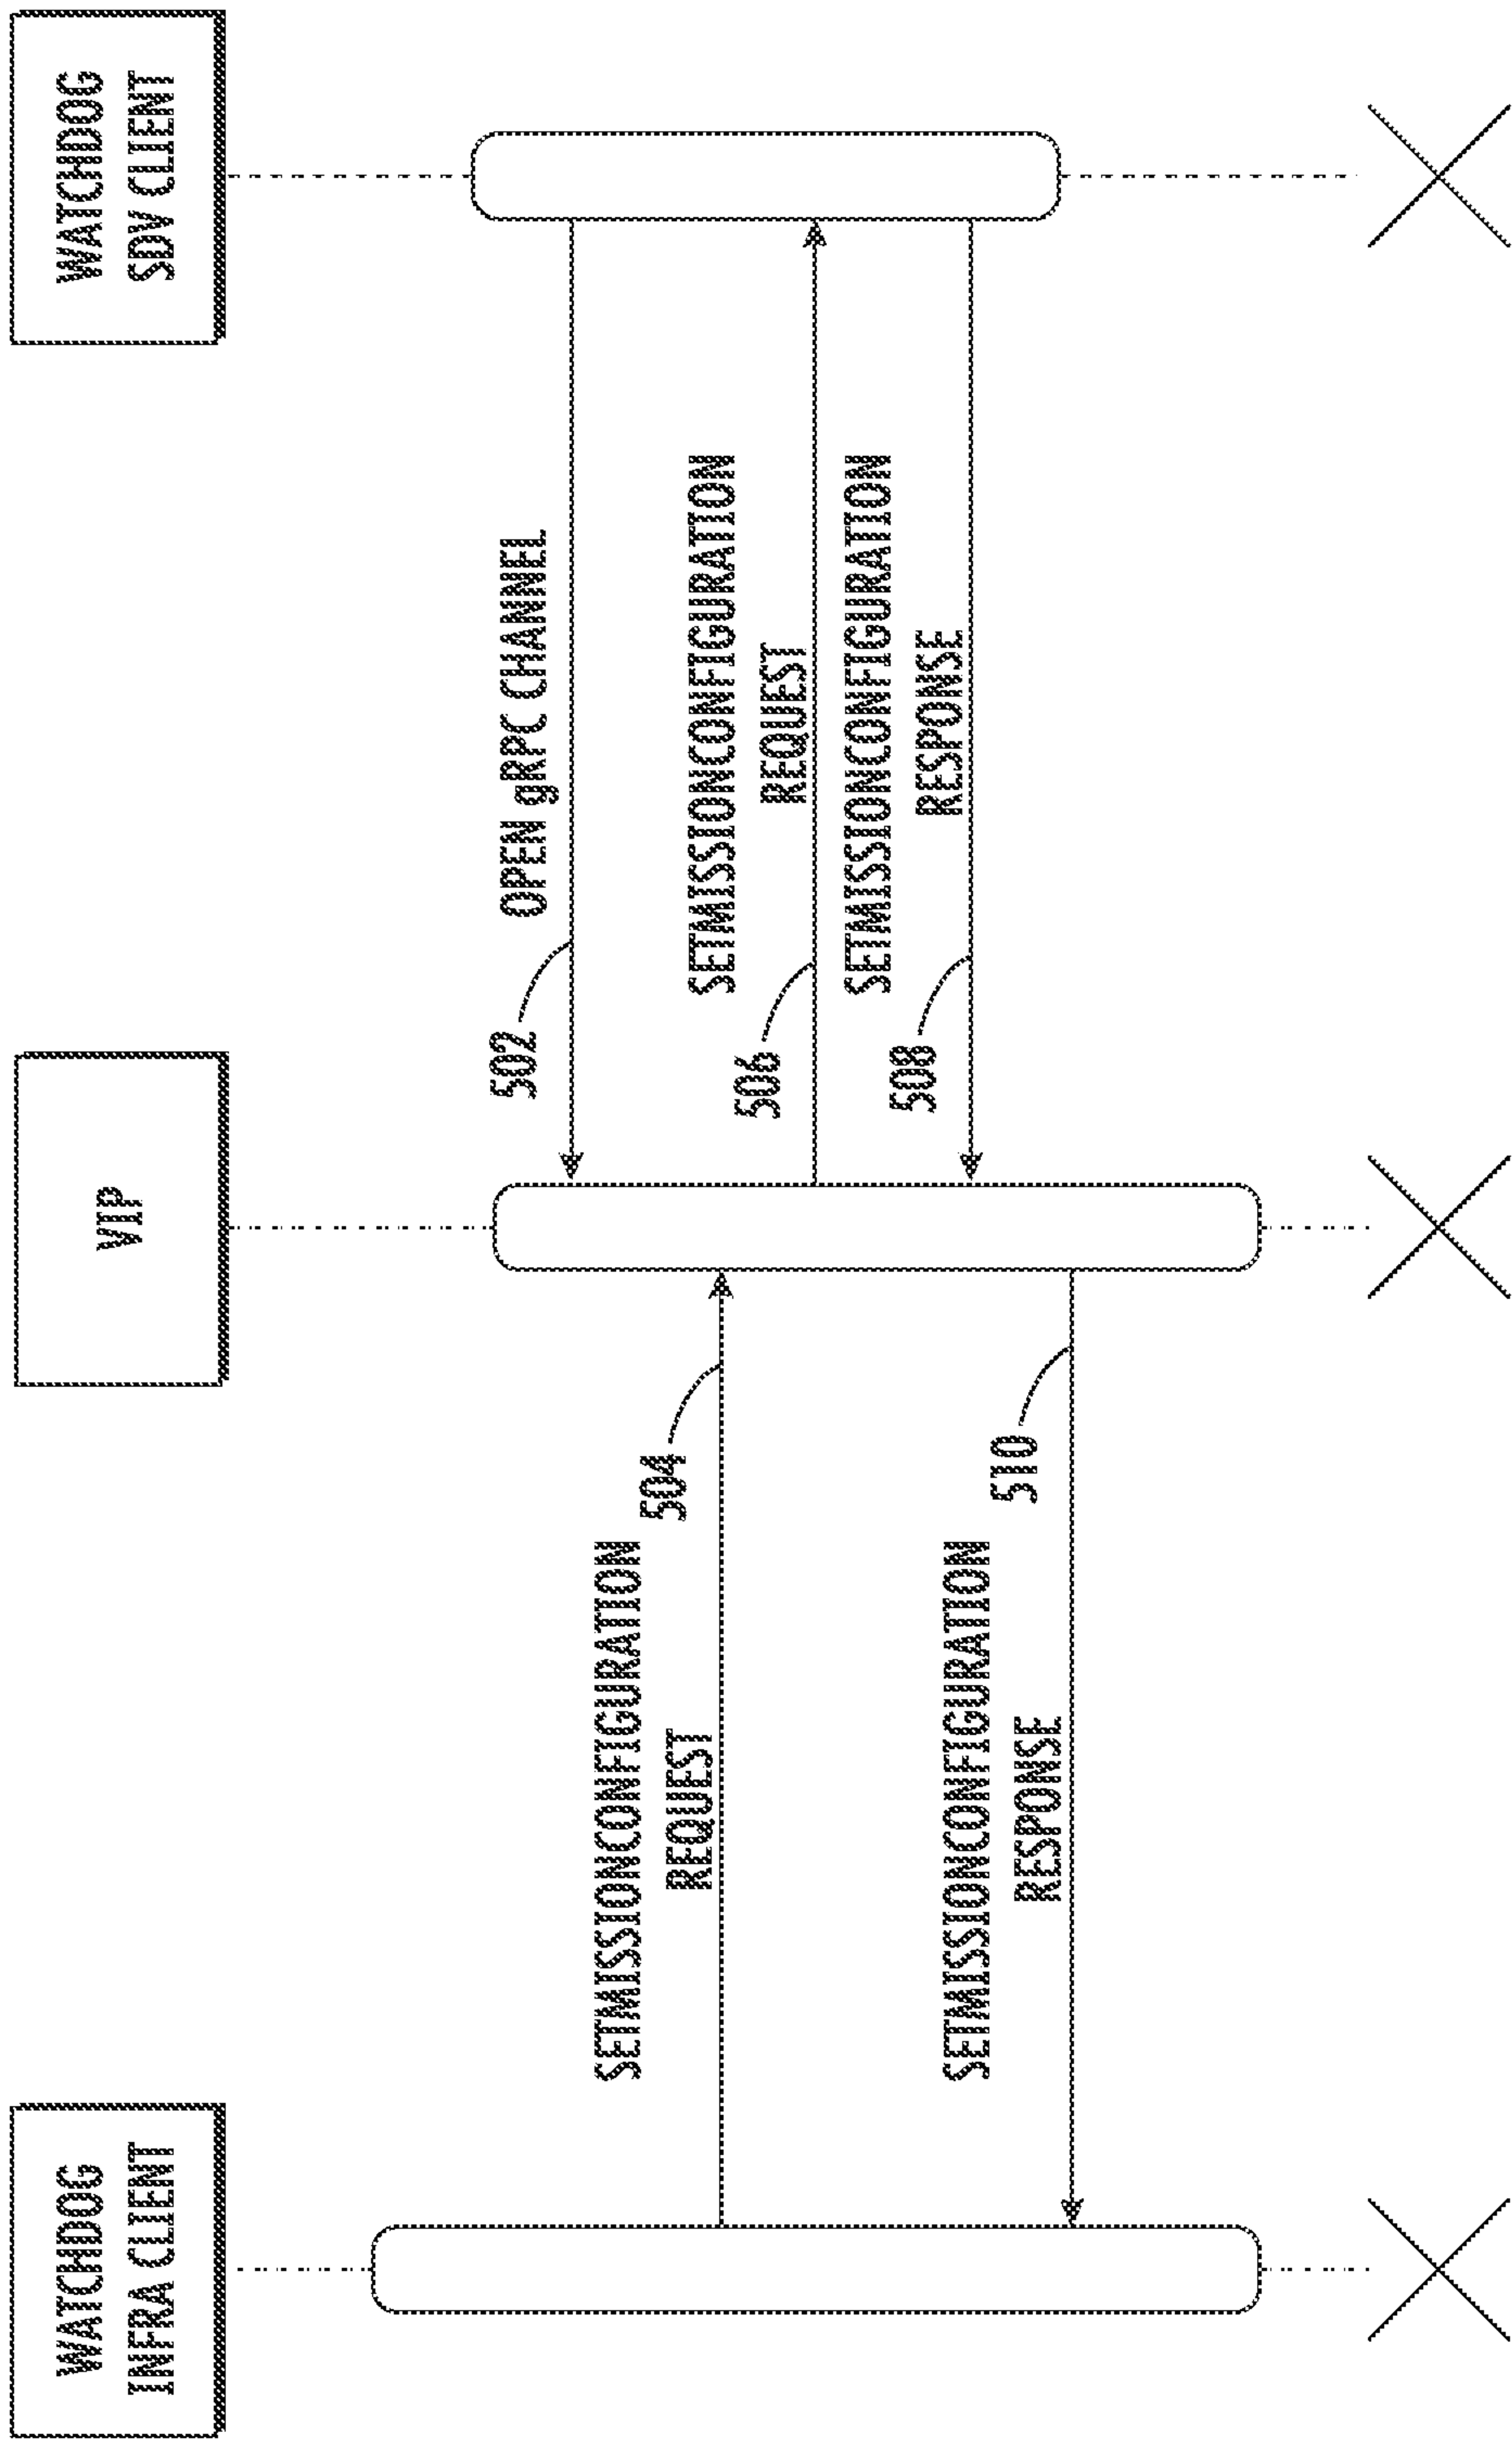 WATCHDOG
INFRA CLIENT
VIP
WATCHDOG
SDV CLIENT
OPEN gRPC CHANNEL
502
SETMISSIONCONFIGURATION
REQUEST
504
SETMISSIONCONFIGURATION
REQUEST
506
SETMISSIONCONFIGURATION
RESPONSE
508
SETMISSIONCONFIGURATION
RESPONSE
510